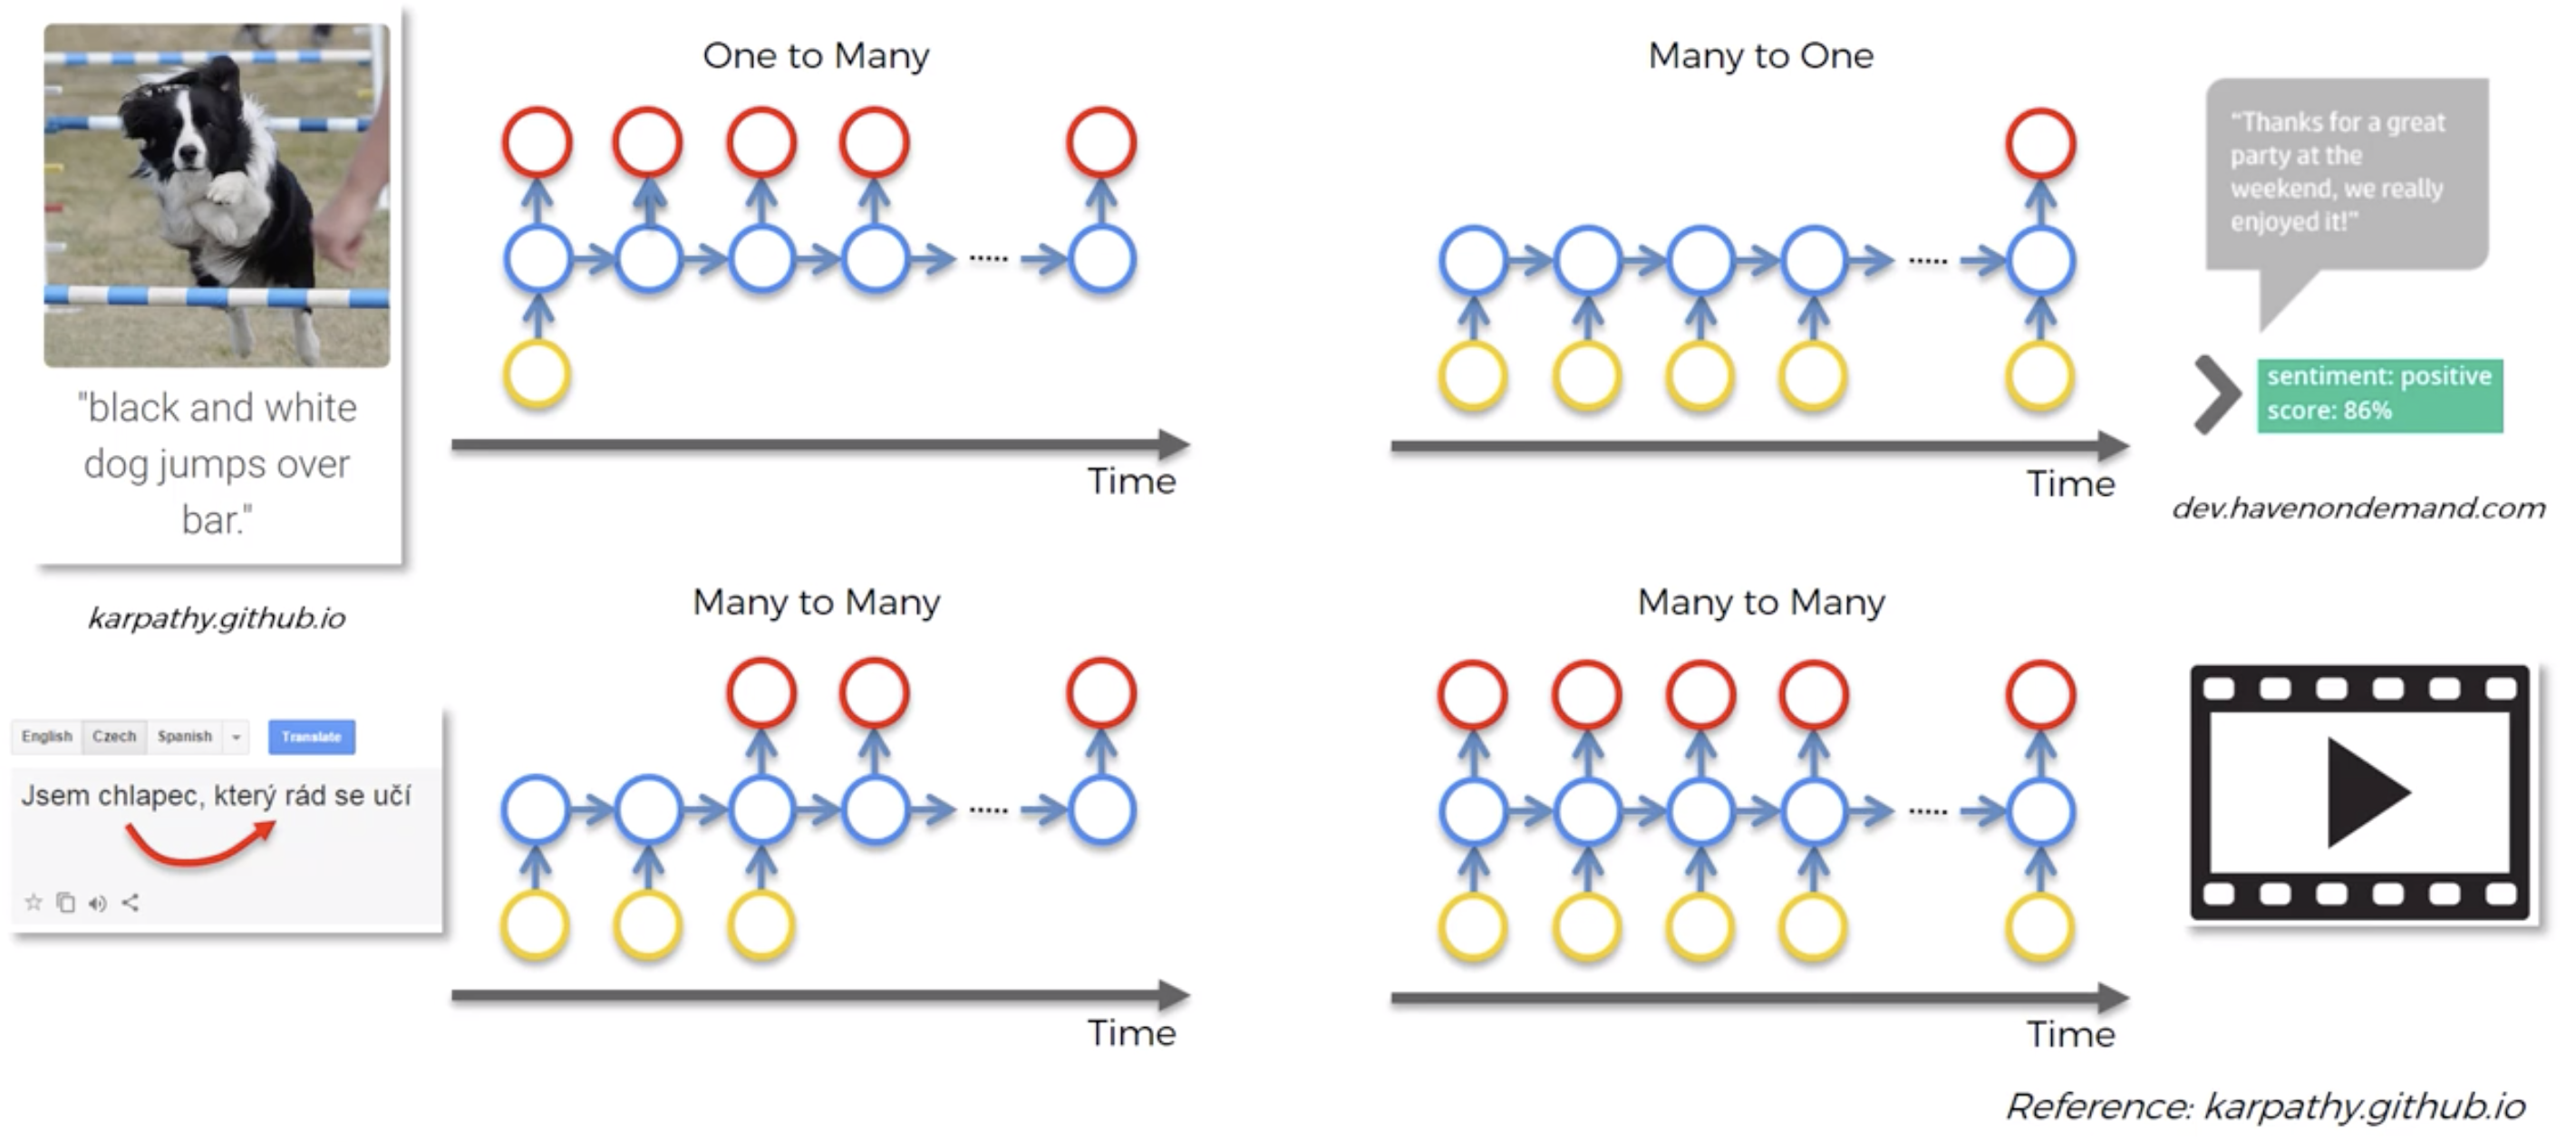 One to Many
"black and white
dog jumps over
bar."
karpathy.github.io
Time
Many to One
"Thanks for a great
party at the
weekend, we really
enjoyed it!"
sentiment: positive
score: 86%
dev.havenondemand.com
Time
Many to Many
English Czech Spanish Translate
Jsem chlapec, který rád se učí
Time
Many to Many
Time
Reference: karpathy.github.io